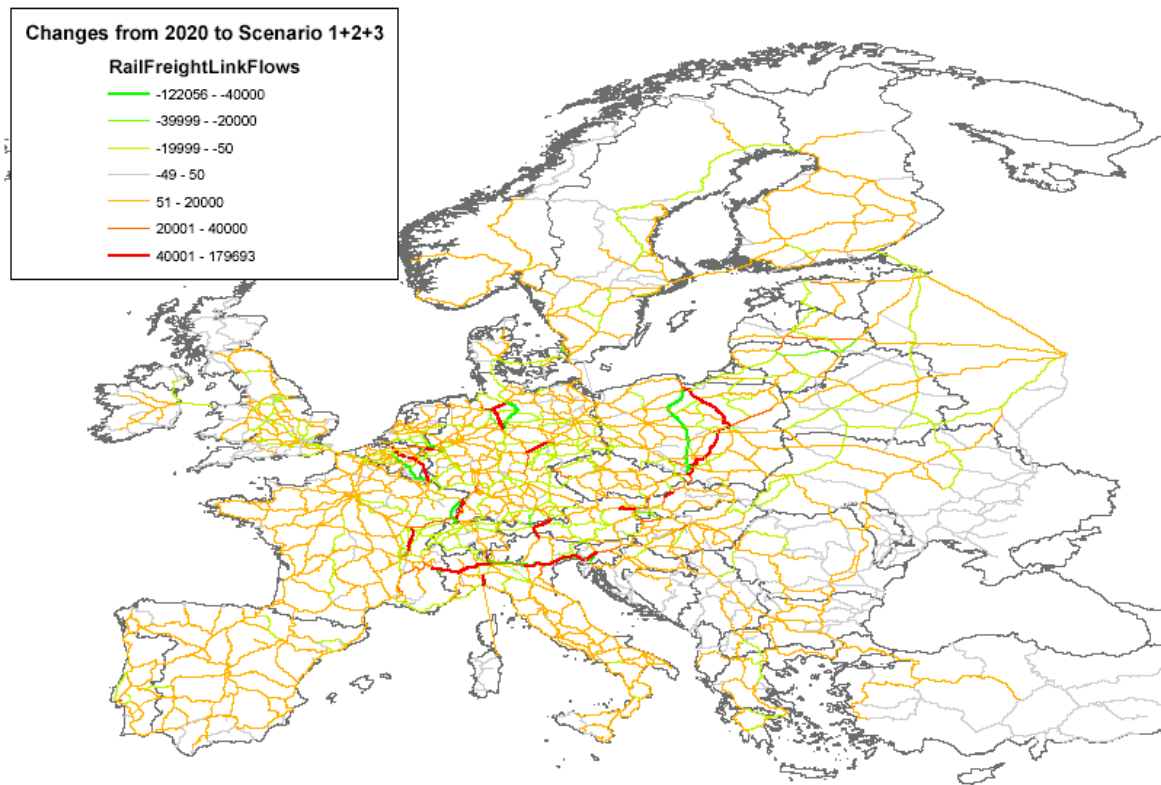 Changes from 2020 to Scenario 1+2+3
RailFreightLinkFlows
-122056 - -40000
-39999 - -20000
-19999 - -50
-49 - 50
51 - 20000
20001 - 40000
40001 - 179693